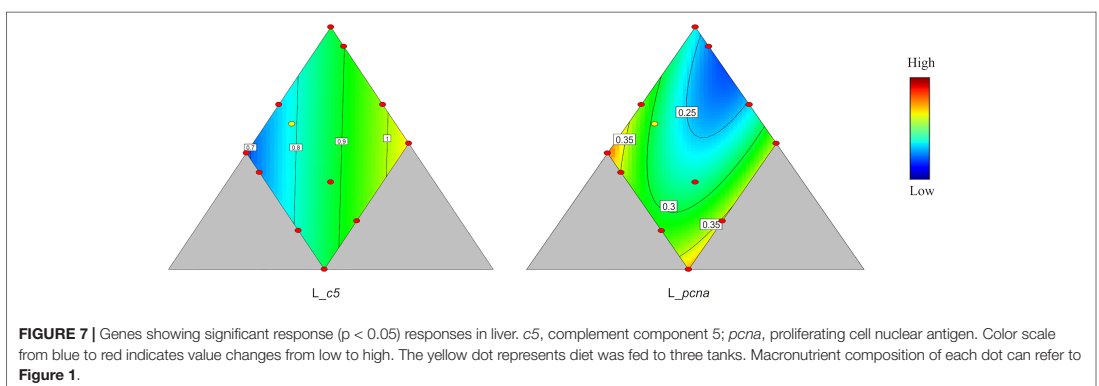 High
Low
0.7
0.8
0.9
1
0.25
0.35
0.3
0.35
L_c5
L_pcna
FIGURE 7 | Genes showing significant response (p < 0.05) responses in liver. c5, complement component 5; pcna, proliferating cell nuclear antigen. Color scale
from blue to red indicates value changes from low to high. The yellow dot represents diet was fed to three tanks. Macronutrient composition of each dot can refer to
Figure 1.